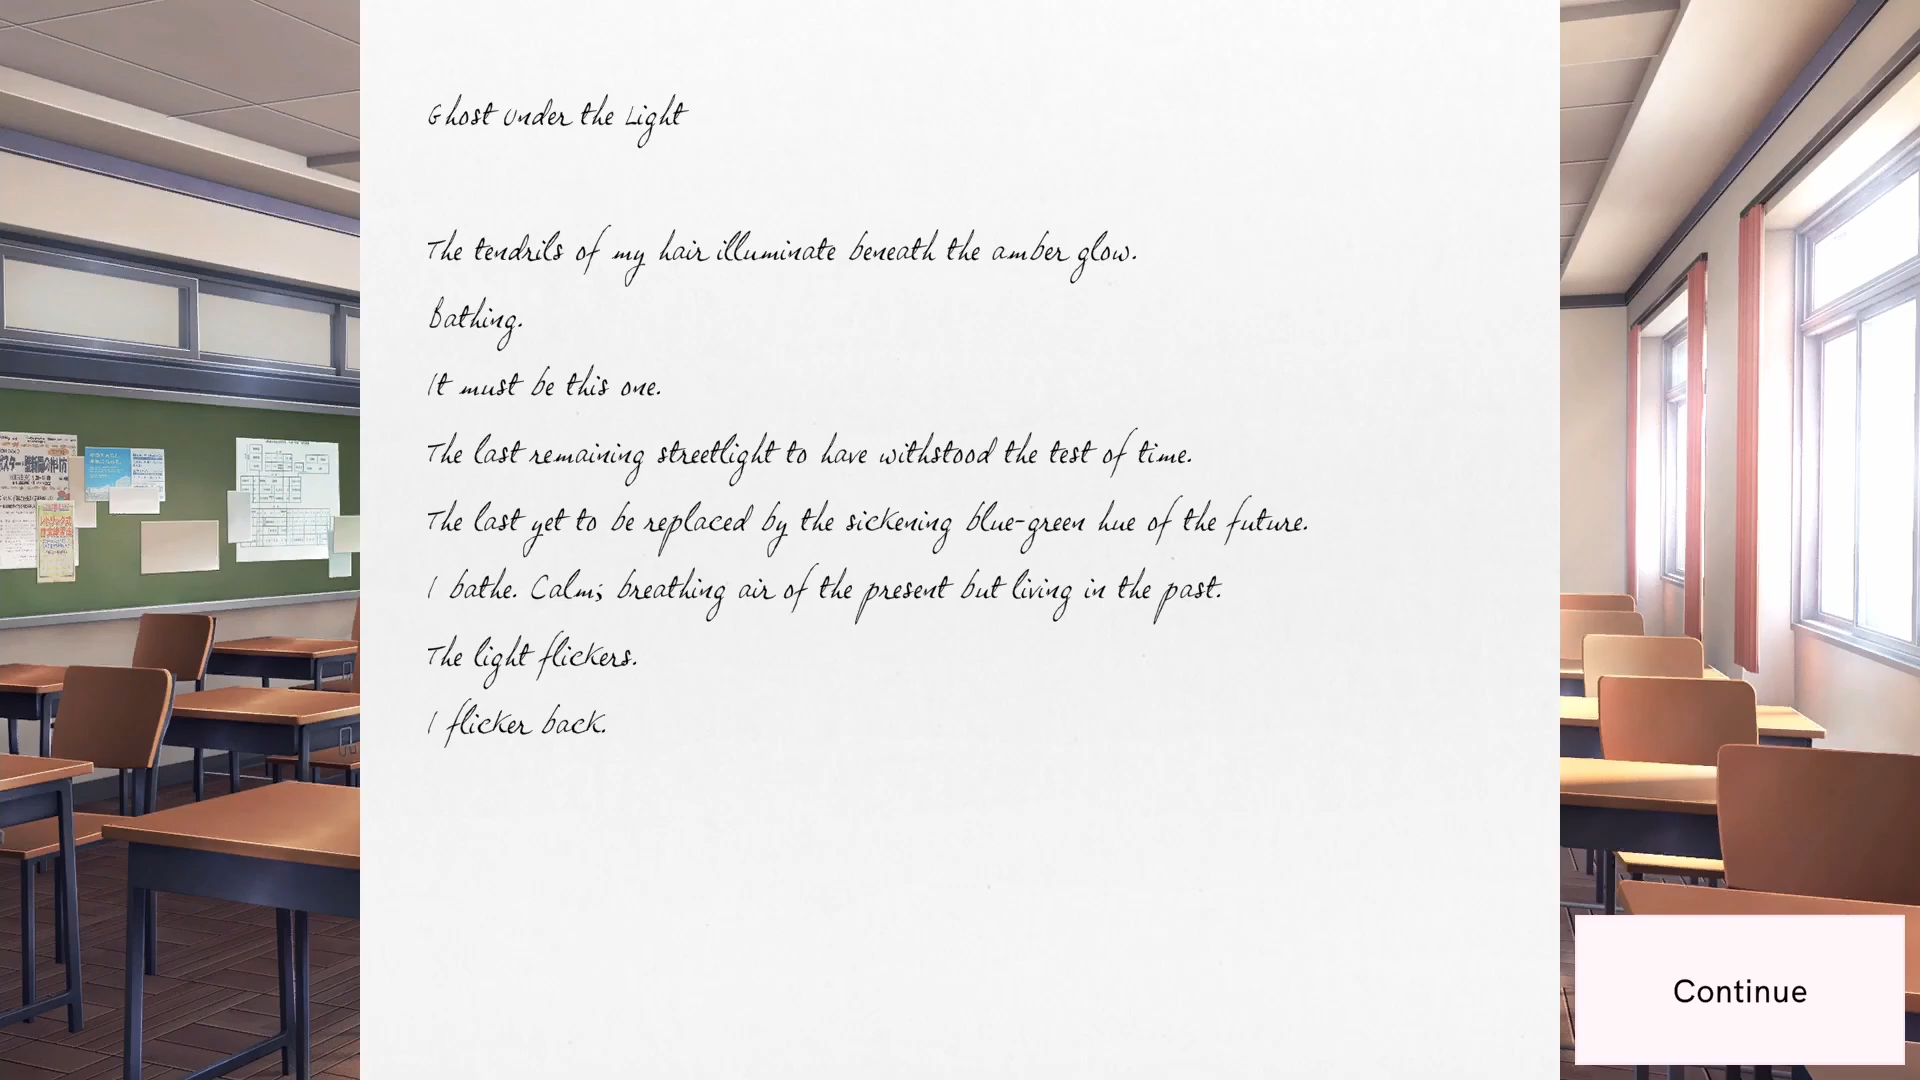 Ghost Under the Light
The tendrils of my hair illuminate beneath the amber glow.
Bathing.
It must be this one.
The last remaining streetlight to have withstood the test of time.
The last yet to be replaced by the sickening blue-green hue of the future.
I bathe. Calm; breathing air of the present but living in the past.
The light flickers.
I flicker back.
Continue